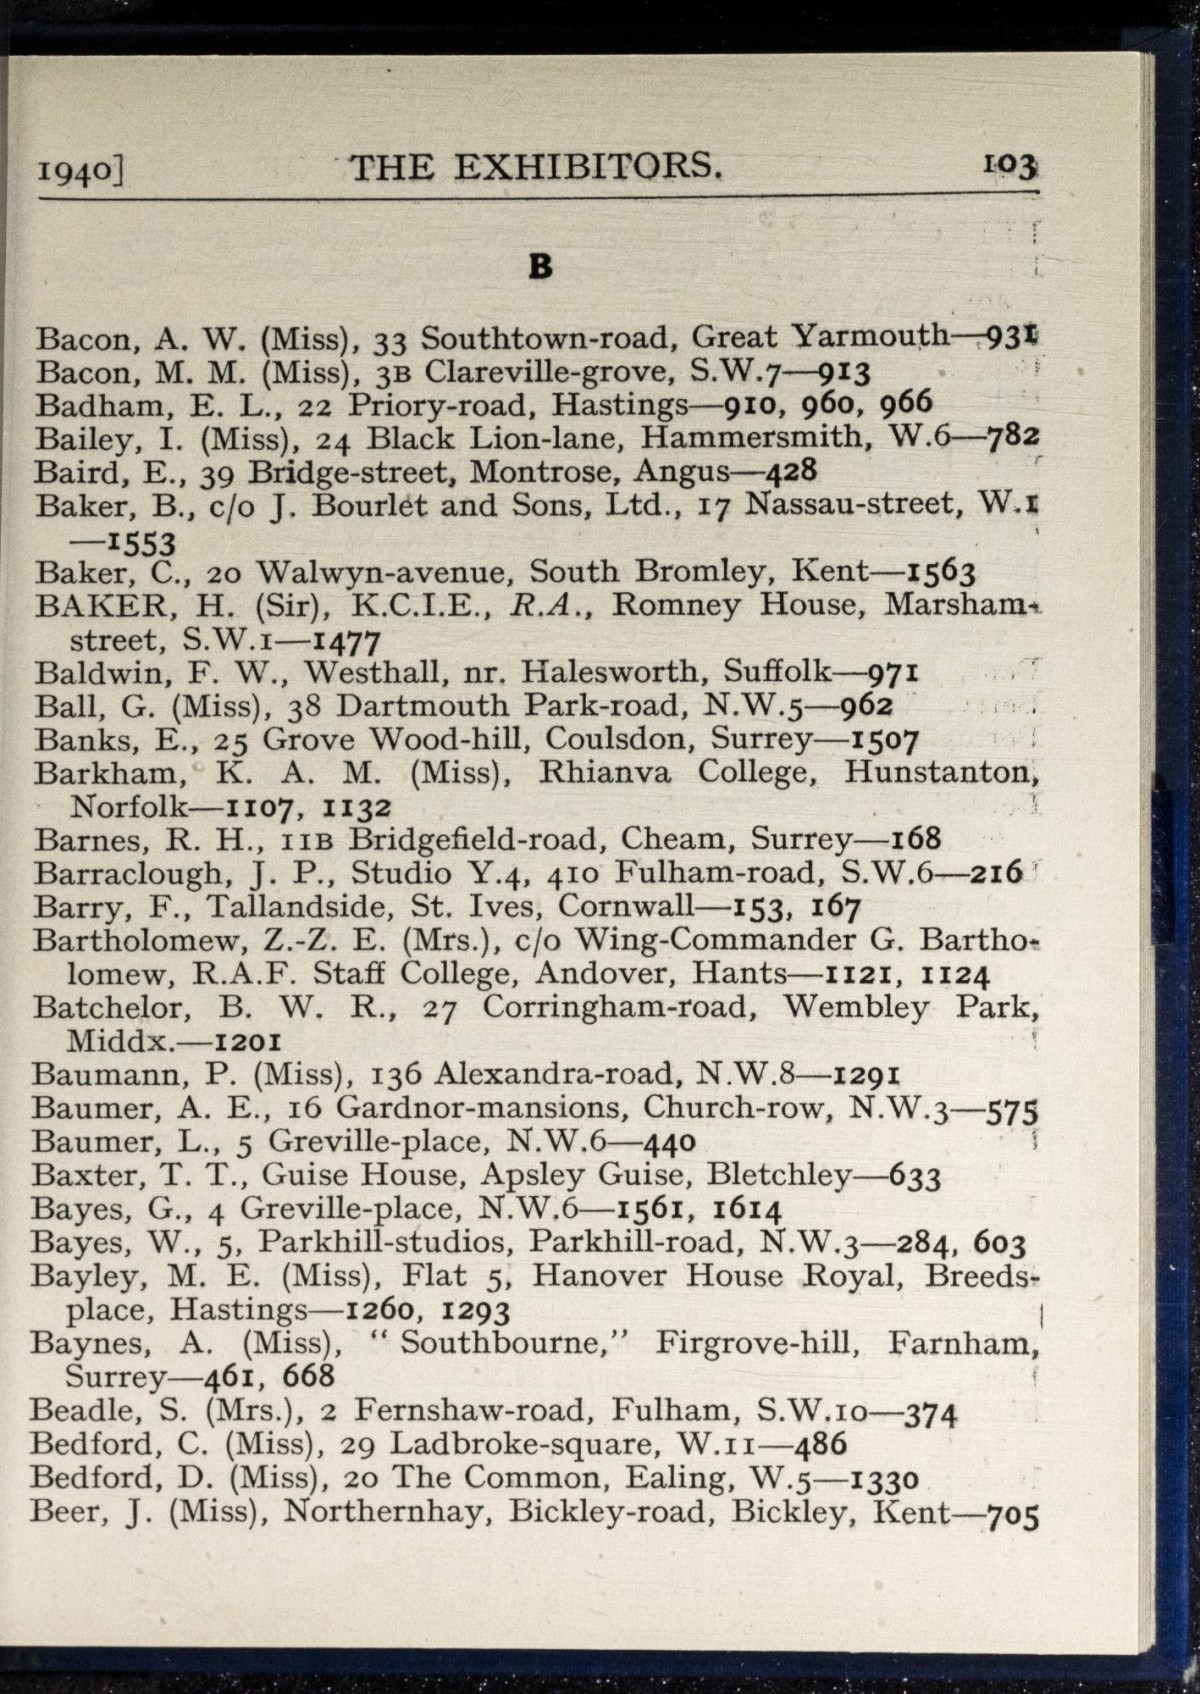 1940] THE EXHIBITORS. 103
B
Bacon, A. W. (Miss), 33 Southtown-road, Great Yarmouth—931
Bacon, M. M. (Miss), 3B Clareville-grove, S.W.7—913
Badham, E. L., 22 Priory-road, Hastings—910, 960, 966
Bailey, I. (Miss), 24 Black Lion-lane, Hammersmith, W.6—782
Baird, E., 39 Bridge-street, Montrose, Angus—428
Baker, B., c/o J. Bourlet and Sons, Ltd., 17 Nassau-street, W.1
—1553
Baker, C., 20 Walwyn-avenue, South Bromley, Kent—1563
BAKER, H. (Sir), K.C.I.E., R.A., Romney House, Marsham-
street, S.W.1—1477
Baldwin, F. W., Westhall, nr. Halesworth, Suffolk—971
Ball, G. (Miss), 38 Dartmouth Park-road, N.W.5—962
Banks, E., 25 Grove Wood-hill, Coulsdon, Surrey—1507
Barkham, K. A. M. (Miss), Rhianva College, Hunstanton,
Norfolk—1107, 1132
Barnes, R. H., 11B Bridgefield-road, Cheam, Surrey—168
Barraclough, J. P., Studio Y.4, 410 Fulham-road, S.W.6—216
Barry, F., Tallandside, St. Ives, Cornwall—153, 167
Bartholomew, Z.-Z. E. (Mrs.), c/o Wing-Commander G. Bartho-
lomew, R.A.F. Staff College, Andover, Hants—1121, 1124
Batchelor, B. W. R., 27 Corringham-road, Wembley Park,
Middx.—1201
Baumann, P. (Miss), 136 Alexandra-road, N.W.8—1291
Baumer, A. E., 16 Gardnor-mansions, Church-row, N.W.3—575
Baumer, L., 5 Greville-place, N.W.6—440
Baxter, T. T., Guise House, Apsley Guise, Bletchley—633
Bayes, G., 4 Greville-place, N.W.6—1561, 1614
Bayes, W., 5, Parkhill-studios, Parkhill-road, N.W.3—284, 603
Bayley, M. E. (Miss), Flat 5, Hanover House Royal, Breeds-
place, Hastings—1260, 1293
Baynes, A. (Miss), “ Southbourne,” Firgrove-hill, Farnham,
Surrey—461, 668
Beadle, S. (Mrs.), 2 Fernshaw-road, Fulham, S.W.10—374
Bedford, C. (Miss), 29 Ladbroke-square, W.11—486
Bedford, D. (Miss), 20 The Common, Ealing, W.5—1330
Beer, J. (Miss), Northernhay, Bickley-road, Bickley, Kent—705